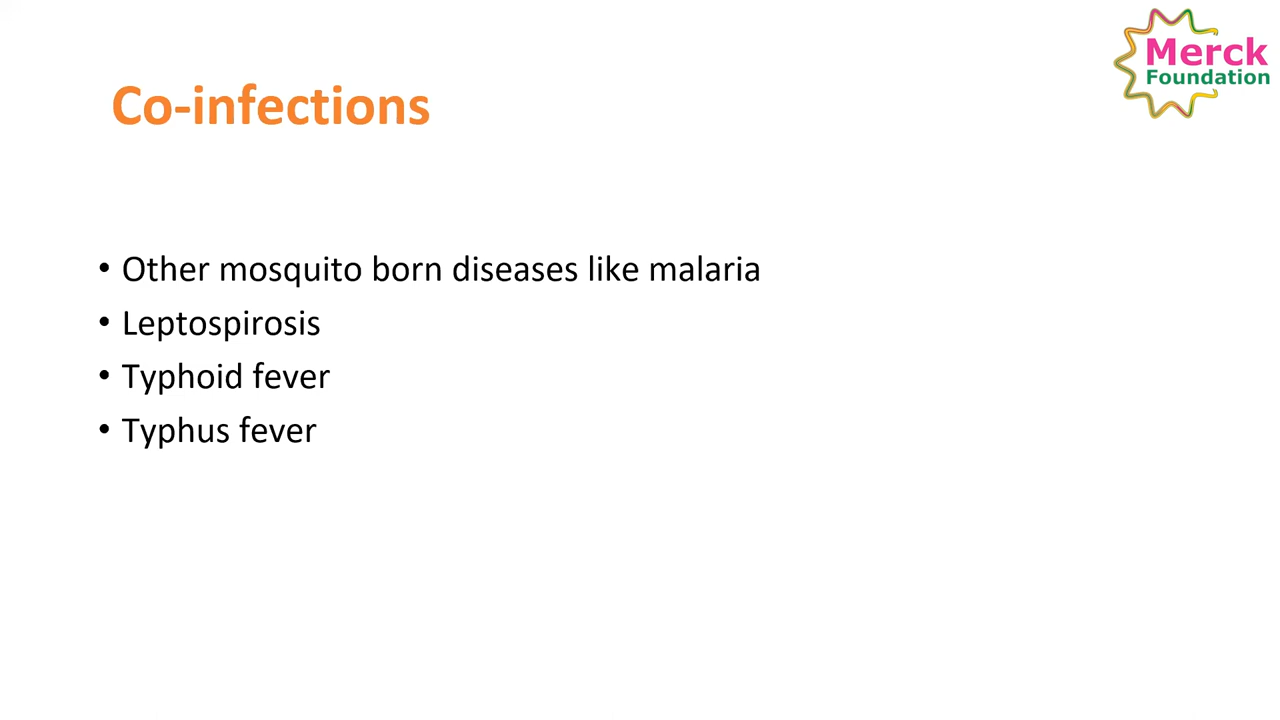 Merck
Foundation
Co-infections
• Other mosquito born diseases like malaria
• Leptospirosis
• Typhoid fever
• Typhus fever